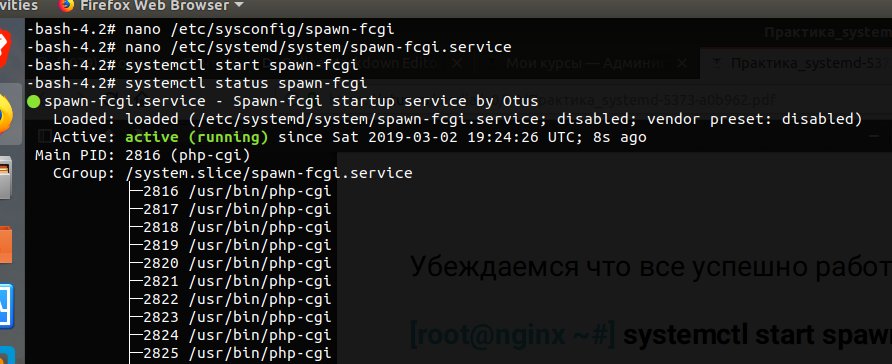 vities Firefox Web Browser
-bash-4.2# nano /etc/sysconfig/spawn-fcgi
-bash-4.2# nano /etc/systemd/system/spawn-fcgi.service
Практика_system
-bash-4.2# systemctl start spawn-fcgi
down Edito
Мои курсы — Админи
Практика_systemd-53
-bash-4.2# systemctl status spawn-fcgi
spawn-fcgi.service - Spawn-fcgi startup service by Otus
рактика_systemd-5373-a0b962.pdf
Loaded: loaded (/etc/systemd/system/spawn-fcgi.service; disabled; vendor preset: disabled)
Active: active (running) since Sat 2019-03-02 19:24:26 UTC; 8s ago
Main PID: 2816 (php-cgi)
CGroup: /system.slice/spawn-fcgi.service
├─2816 /usr/bin/php-cgi
├─2817 /usr/bin/php-cgi
├─2818 /usr/bin/php-cgi
├─2819 /usr/bin/php-cgi
├─2820 /usr/bin/php-cgi
├─2821 /usr/bin/php-cgi
├─2822 /usr/bin/php-cgi
├─2823 /usr/bin/php-cgi
├─2824 /usr/bin/php-cgi
├─2825 /usr/bin/php-cgi
Убеждаемся что все успешно работ
[root@nginx ~#] systemctl start spawn